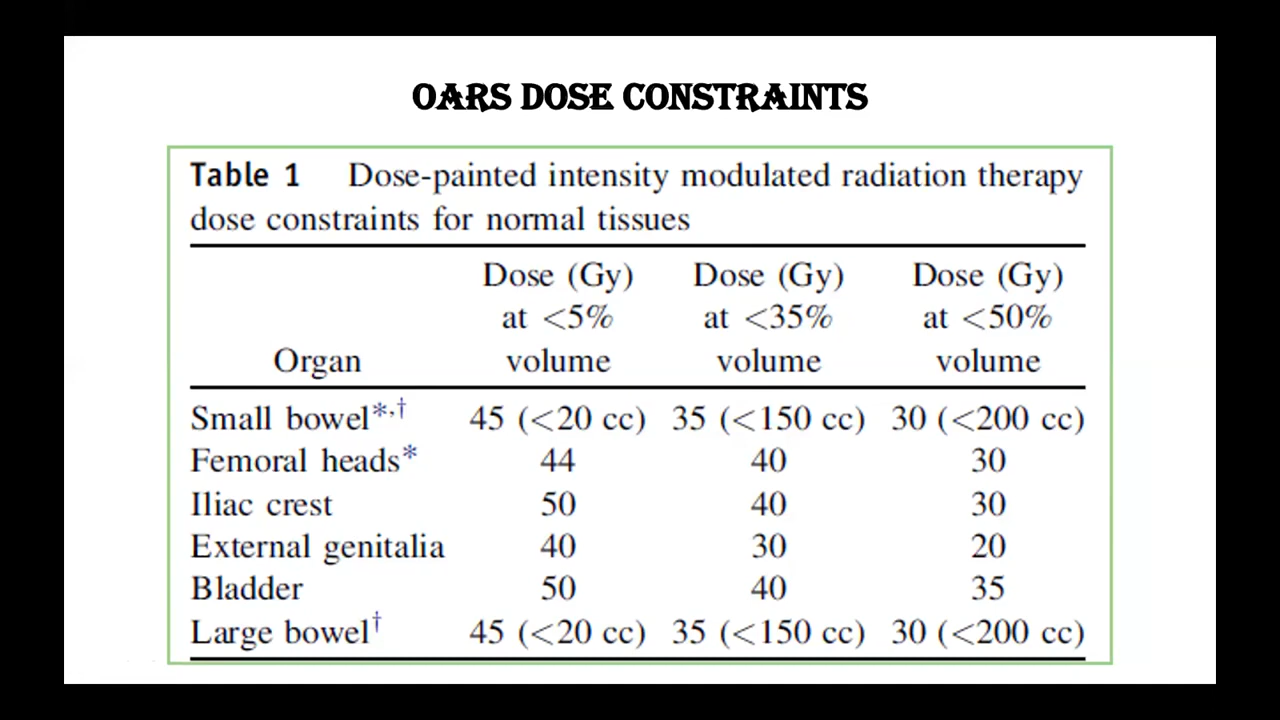 OARS DOSE CONSTRAINTS
Table 1 Dose-painted intensity modulated radiation therapy
dose constraints for normal tissues
Dose (Gy) Dose (Gy) Dose (Gy)
at <5% at <35% at <50%
Organ volume volume volume
Small bowel*,† 45 (<20 cc) 35 (<150 cc) 30 (<200 cc)
Femoral heads* 44 40 30
Iliac crest 50 40 30
External genitalia 40 30 20
Bladder 50 40 35
Large bowel† 45 (<20 cc) 35 (<150 cc) 30 (<200 cc)